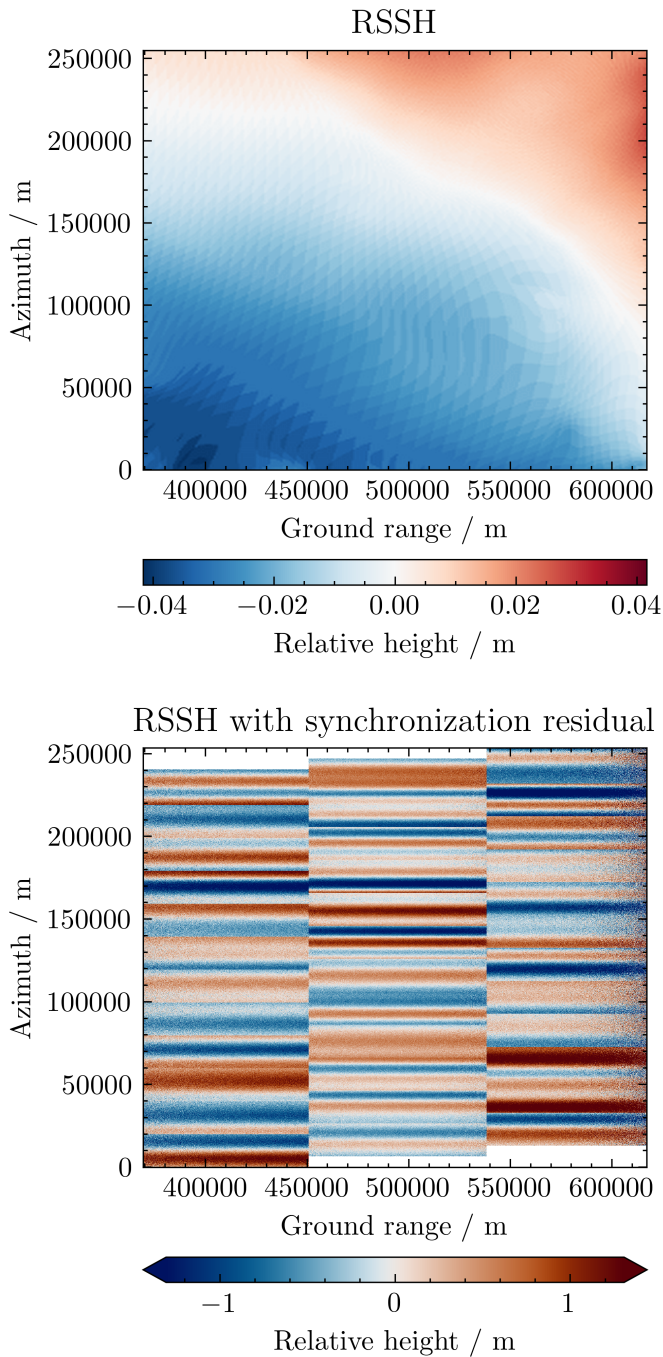 RSSH
250000
200000
150000
100000
50000
0
Azimuth / m
400000 450000 500000 550000 600000
Ground range / m
−0.04 −0.02 0.00 0.02 0.04
Relative height / m
RSSH with synchronization residual
250000
200000
150000
100000
50000
0
Azimuth / m
400000 450000 500000 550000 600000
Ground range / m
−1 0 1
Relative height / m